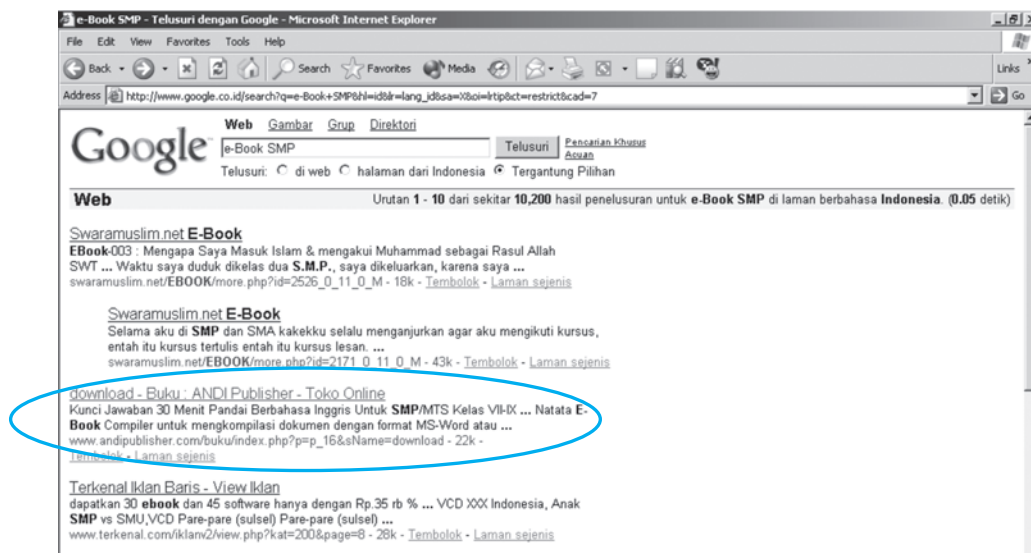 e-Book SMP - Telusuri dengan Google - Microsoft Internet Explorer
File Edit View Favorites Tools Help
Back Search Favorites Media Links
Address http://www.google.co.id/search?q=e-Book+SMP&hl=id&lr=lang_id&sa=X&oi=lrtip&ct=restrict&cad=7 Go
Web Gambar Grup Direktori
Google e-Book SMP Telusuri Pencarian Khusus
Acuan
Telusuri: di web halaman dari Indonesia Tergantung Pilihan
Web Urutan 1 - 10 dari sekitar 10,200 hasil penelusuran untuk e-Book SMP di laman berbahasa Indonesia. (0.05 detik)
Swaramuslim.net E-Book
EBook-003 : Mengapa Saya Masuk Islam & mengakui Muhammad sebagai Rasul Allah
SWT ... Waktu saya duduk dikelas dua S.M.P., saya dikeluarkan, karena saya ...
swaramuslim.net/EBOOK/more.php?id=2526_0_11_0_M - 18k - Tembolok - Laman sejenis
Swaramuslim.net E-Book
Selama aku di SMP dan SMA kakekku selalu menganjurkan agar aku mengikuti kursus,
entah itu kursus tertulis entah itu kursus lesan. ...
swaramuslim.net/EBOOK/more.php?id=2171_0_11_0_M - 43k - Tembolok - Laman sejenis
download - Buku : ANDI Publisher - Toko Online
Kunci Jawaban 30 Menit Pandai Berbahasa Inggris Untuk SMP/MTS Kelas VII-IX ... Natata E-
Book Compiler untuk mengkompilasi dokumen dengan format MS-Word atau ...
www.andipublisher.com/buku/index.php?p=p_16&sName=download - 22k -
Tembolok - Laman sejenis
Terkenal Iklan Baris - View Iklan
dapatkan 30 ebook dan 45 software hanya dengan Rp.35 rb % ... VCD XXX Indonesia, Anak
SMP vs SMU,VCD Pare-pare (sulsel) Pare-pare (sulsel) ...
www.terkenal.com/iklanv2/view.php?kat=200&page=8 - 28k - Tembolok - Laman sejenis